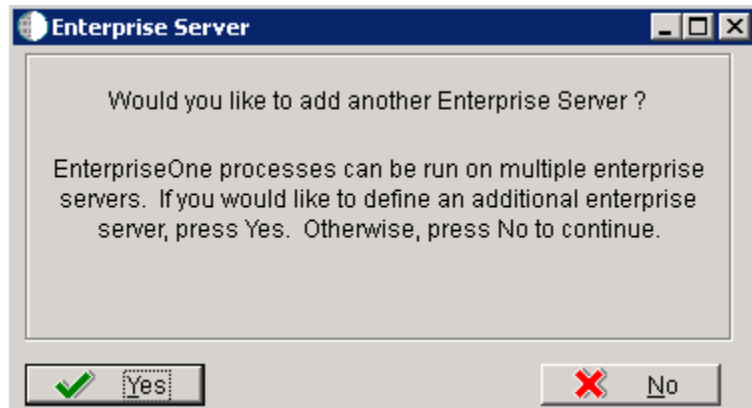 Enterprise Server
Would you like to add another Enterprise Server ?
EnterpriseOne processes can be run on multiple enterprise
servers. If you would like to define an additional enterprise
server, press Yes. Otherwise, press No to continue.
Yes
No